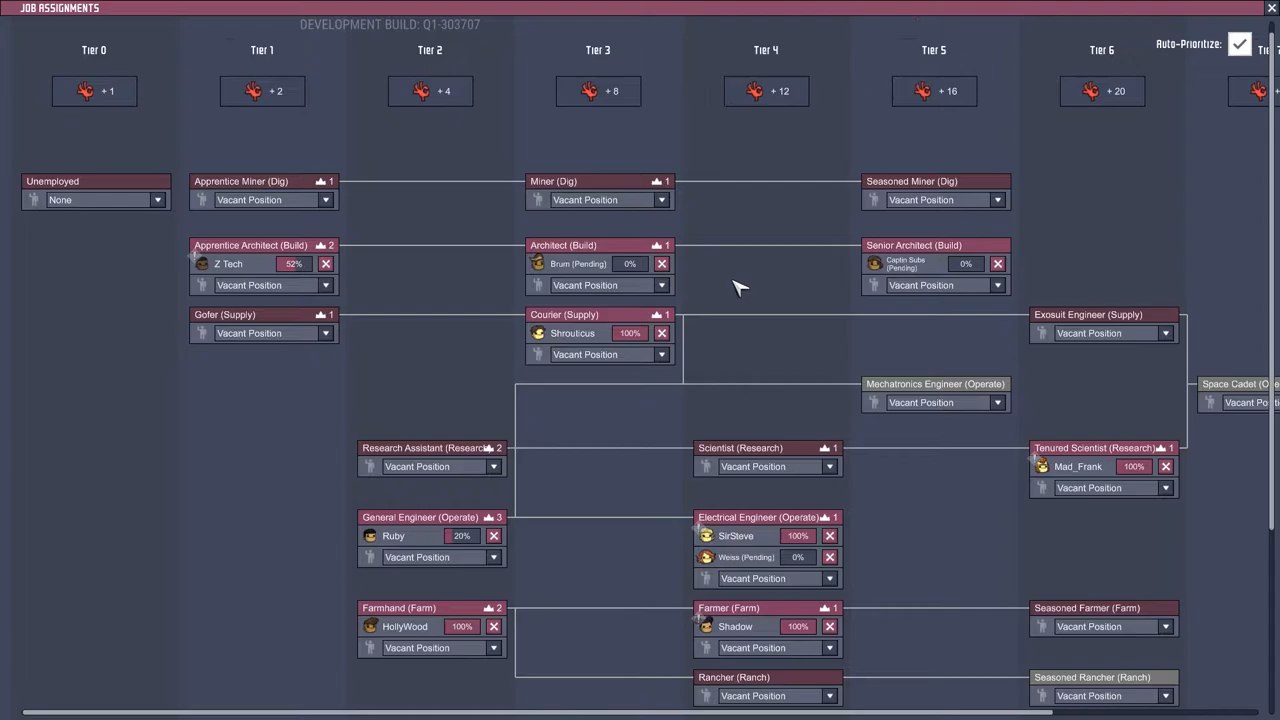 JOB ASSIGNMENTS
DEVELOPMENT BUILD: Q1-303707
Tier 0
Tier 1
Tier 2
Tier 3
Tier 4
Tier 5
Tier 6
Auto-Prioritize:
+ 1
+ 2
+ 4
+ 8
+ 12
+ 16
+ 20
Unemployed
None
Apprentice Miner (Dig) 1
Vacant Position
Miner (Dig) 1
Vacant Position
Seasoned Miner (Dig)
Vacant Position
Apprentice Architect (Build) 2
Z Tech 52%
Vacant Position
Architect (Build) 1
Brum (Pending) 0%
Vacant Position
Senior Architect (Build)
Captin Subs
(Pending) 0%
Vacant Position
Gofer (Supply) 1
Vacant Position
Courier (Supply) 1
Shrouticus 100%
Vacant Position
Exosuit Engineer (Supply)
Vacant Position
Mechatronics Engineer (Operate)
Vacant Position
Space Cadet
Vacant
Research Assistant 2
Vacant Position
Scientist (Research) 1
Vacant Position
Tenured Scientist (Research) 1
Mad_Frank 100%
Vacant Position
General Engineer (Operate) 3
Ruby 20%
Vacant Position
Electrical Engineer (Operate) 1
SirSteve 100%
Weiss (Pending) 0%
Vacant Position
Farmhand (Farm) 2
HollyWood 100%
Vacant Position
Farmer (Farm) 1
Shadow 100%
Vacant Position
Seasoned Farmer (Farm)
Vacant Position
Rancher (Ranch)
Vacant Position
Seasoned Rancher (Ranch)
Vacant Position